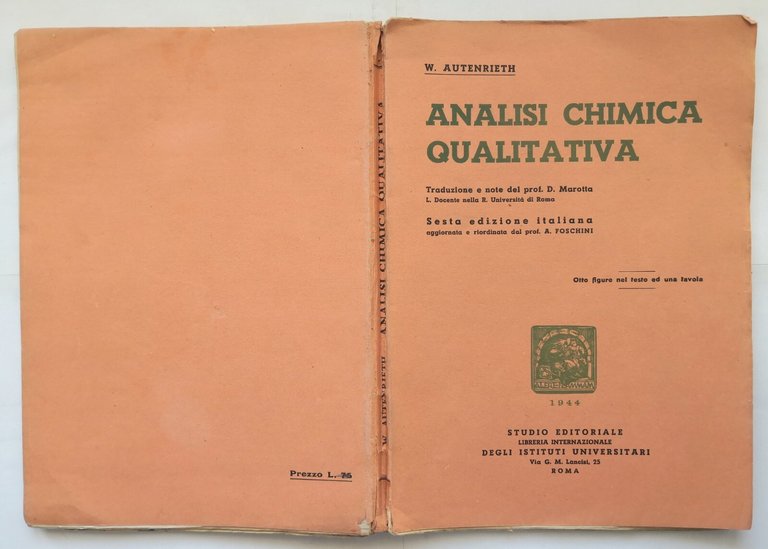 Prezzo L. 75
W. AUTENRIETH ANALISI CHIMICA QUALITATIVA
W. AUTENRIETH
ANALISI CHIMICA
QUALITATIVA
Traduzione e note del prof. D. Marotta
L. Docente nella R. Università di Roma
Sesta edizione italiana
aggiornata e riordinata dal prof. A. FOSCHINI
Otto figure nel testo ed una tavola
1944
STUDIO EDITORIALE
LIBRERIA INTERNAZIONALE
DEGLI ISTITUTI UNIVERSITARI
Via G. M. Lancisi, 25
ROMA